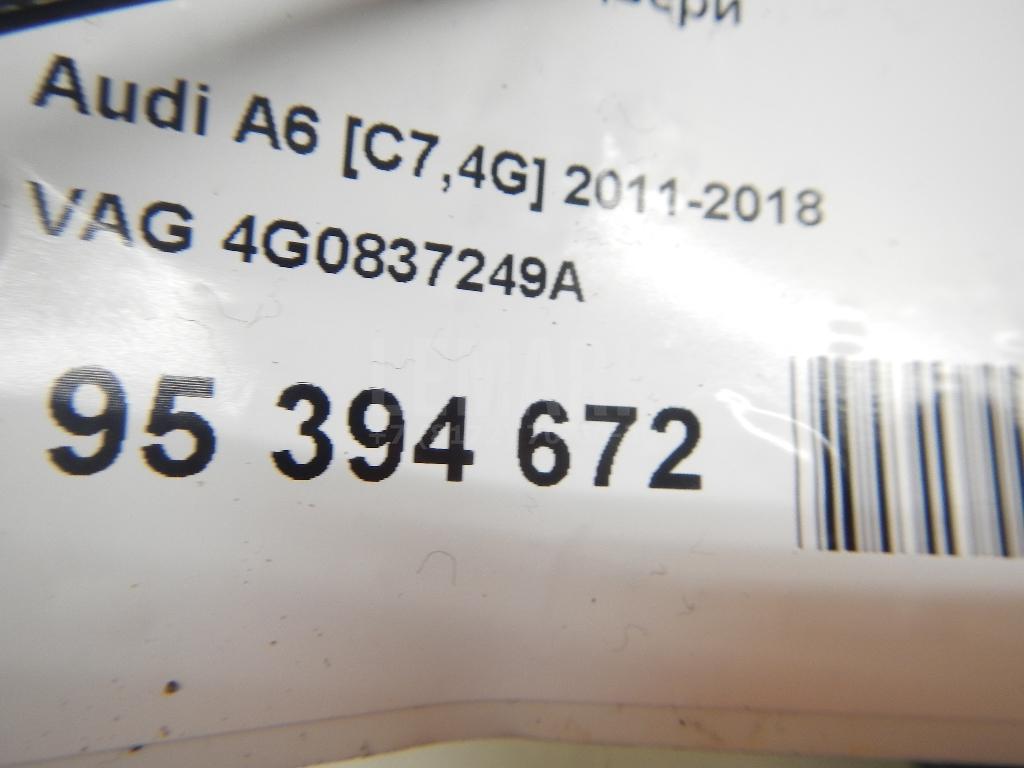 Audi A6 [C7,4G] 2011-2018
VAG 4G0837249A
95 394 672